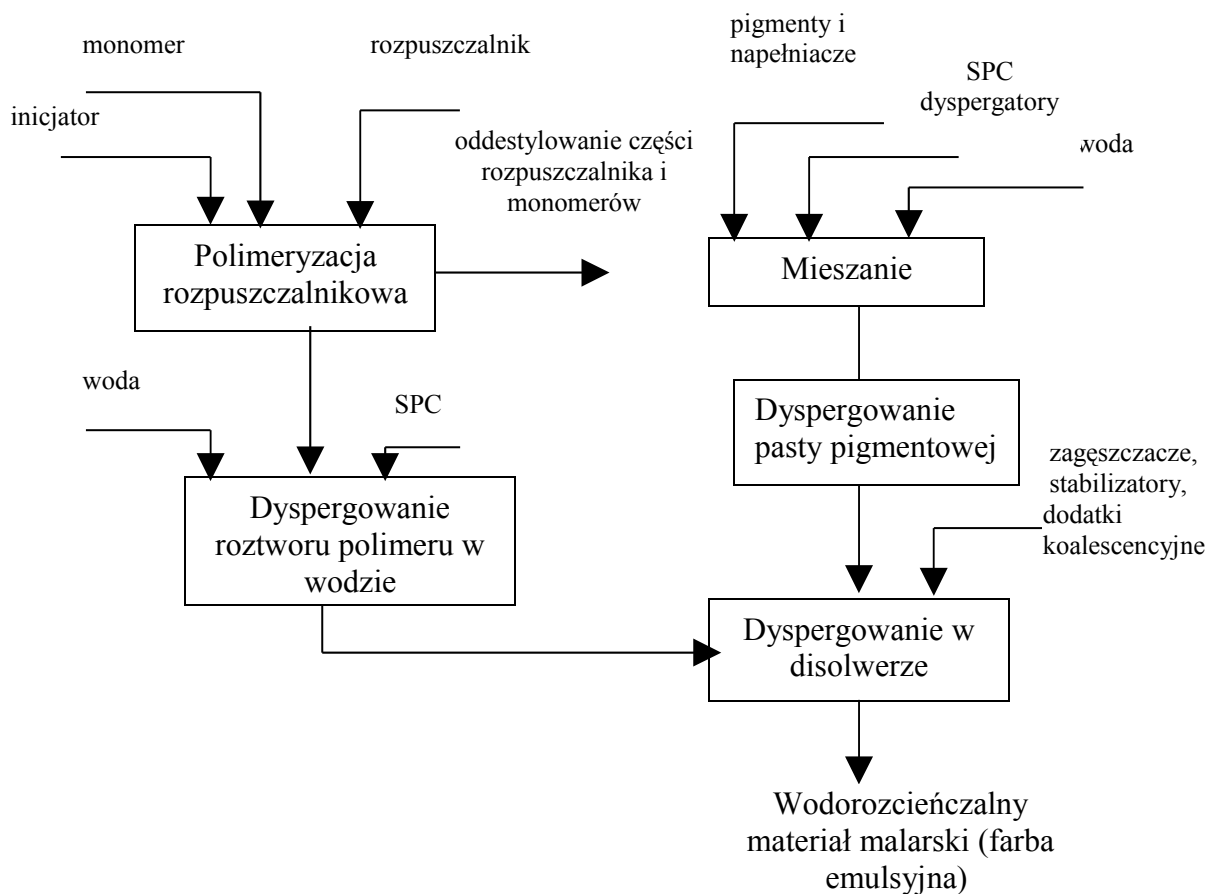 monomer
rozpuszczalnik
inicjator
oddestylowanie części
rozpuszczalnika i
monomerów
pigmenty i
napełniacze
SPC
dyspergatory
woda
Polimeryzacja
rozpuszczalnikowa
Mieszanie
woda
SPC
Dyspergowanie
pasty pigmentowej
zagęszczacze,
stabilizatory,
dodatki
koalescencyjne
Dyspergowanie
roztworu polimeru w
wodzie
Dyspergowanie w
disolwerze
Wodorozcieńczalny
materiał malarski (farba
emulsyjna)